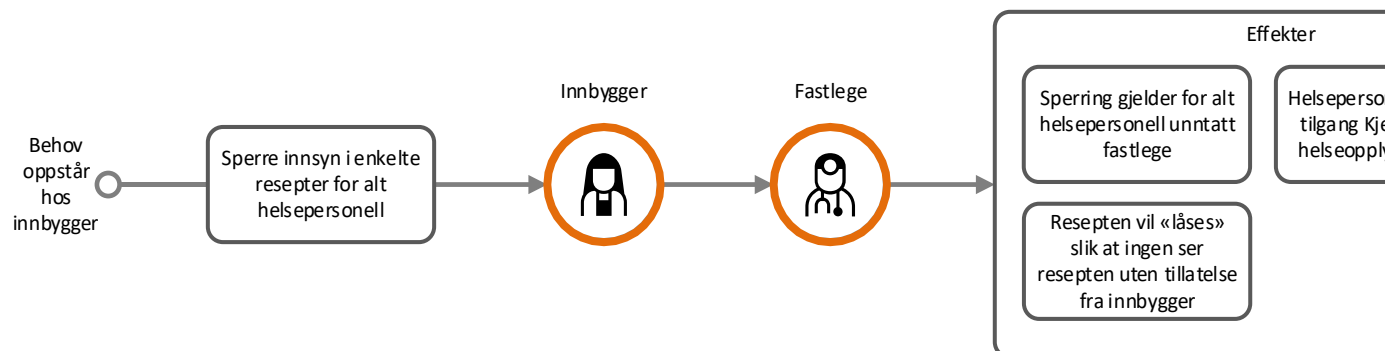 Behov
oppstår
hos
innbygger
Sperre innsyn i enkelte
resepter for alt
helsepersonell
Innbygger
Fastlege
Effekter
Sperring gjelder for alt
helsepersonell unntatt
fastlege
tilgang
Resepten vil «låses»
slik at ingen ser
resepten uten tillatelse
fra innbygger